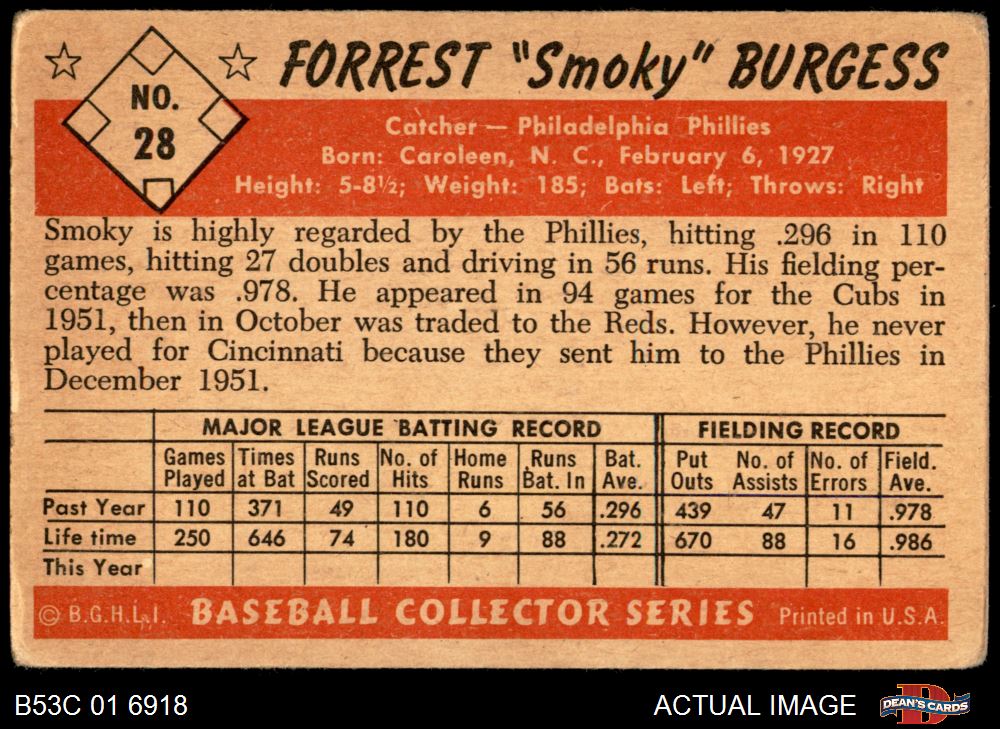 FORREST "Smoky" BURGESS
NO.
28
Catcher — Philadelphia Phillies
Born: Caroleen, N. C., February 6, 1927
Height: 5-8½; Weight: 185; Bats: Left; Throws: Right
Smoky is highly regarded by the Phillies, hitting .296 in 110
games, hitting 27 doubles and driving in 56 runs. His fielding per-
centage was .978. He appeared in 94 games for the Cubs in
1951, then in October was traded to the Reds. However, he never
played for Cincinnati because they sent him to the Phillies in
December 1951.
MAJOR LEAGUE BATTING RECORD FIELDING RECORD
Games Times Runs No. of Home Runs Bat. Put No. of No. of Field.
Played at Bat Scored Hits Runs Bat. In Ave. Outs Assists Errors Ave.
Past Year 110 371 49 110 6 56 .296 439 47 11 .978
Life time 250 646 74 180 9 88 .272 670 88 16 .986
This Year
© B.G.H.L.I. BASEBALL COLLECTOR SERIES Printed in U.S.A.
B53C 01 6918 ACTUAL IMAGE DEAN'S CARDS